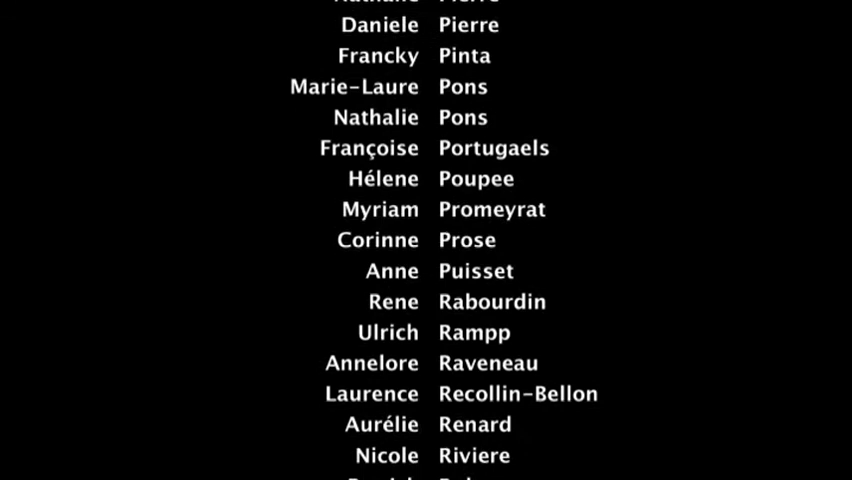 Daniele Pierre
Francky Pinta
Marie-Laure Pons
Nathalie Pons
Françoise Portugaels
Hélene Poupee
Myriam Promeyrat
Corinne Prose
Anne Puisset
Rene Rabourdin
Ulrich Rampp
Annelore Raveneau
Laurence Recollin-Bellon
Aurélie Renard
Nicole Riviere